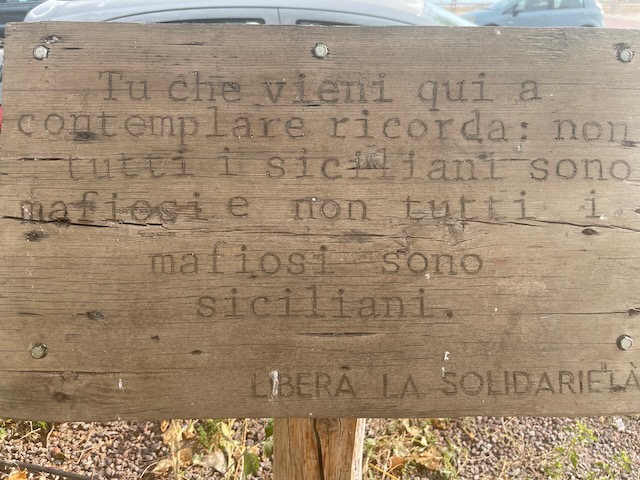 Tu che vieni qui a
contemplare ricorda: non
tutti i siciliani sono
mafiosi e non tutti i
mafiosi sono
siciliani.
LIBERA LA SOLIDARIETÀ